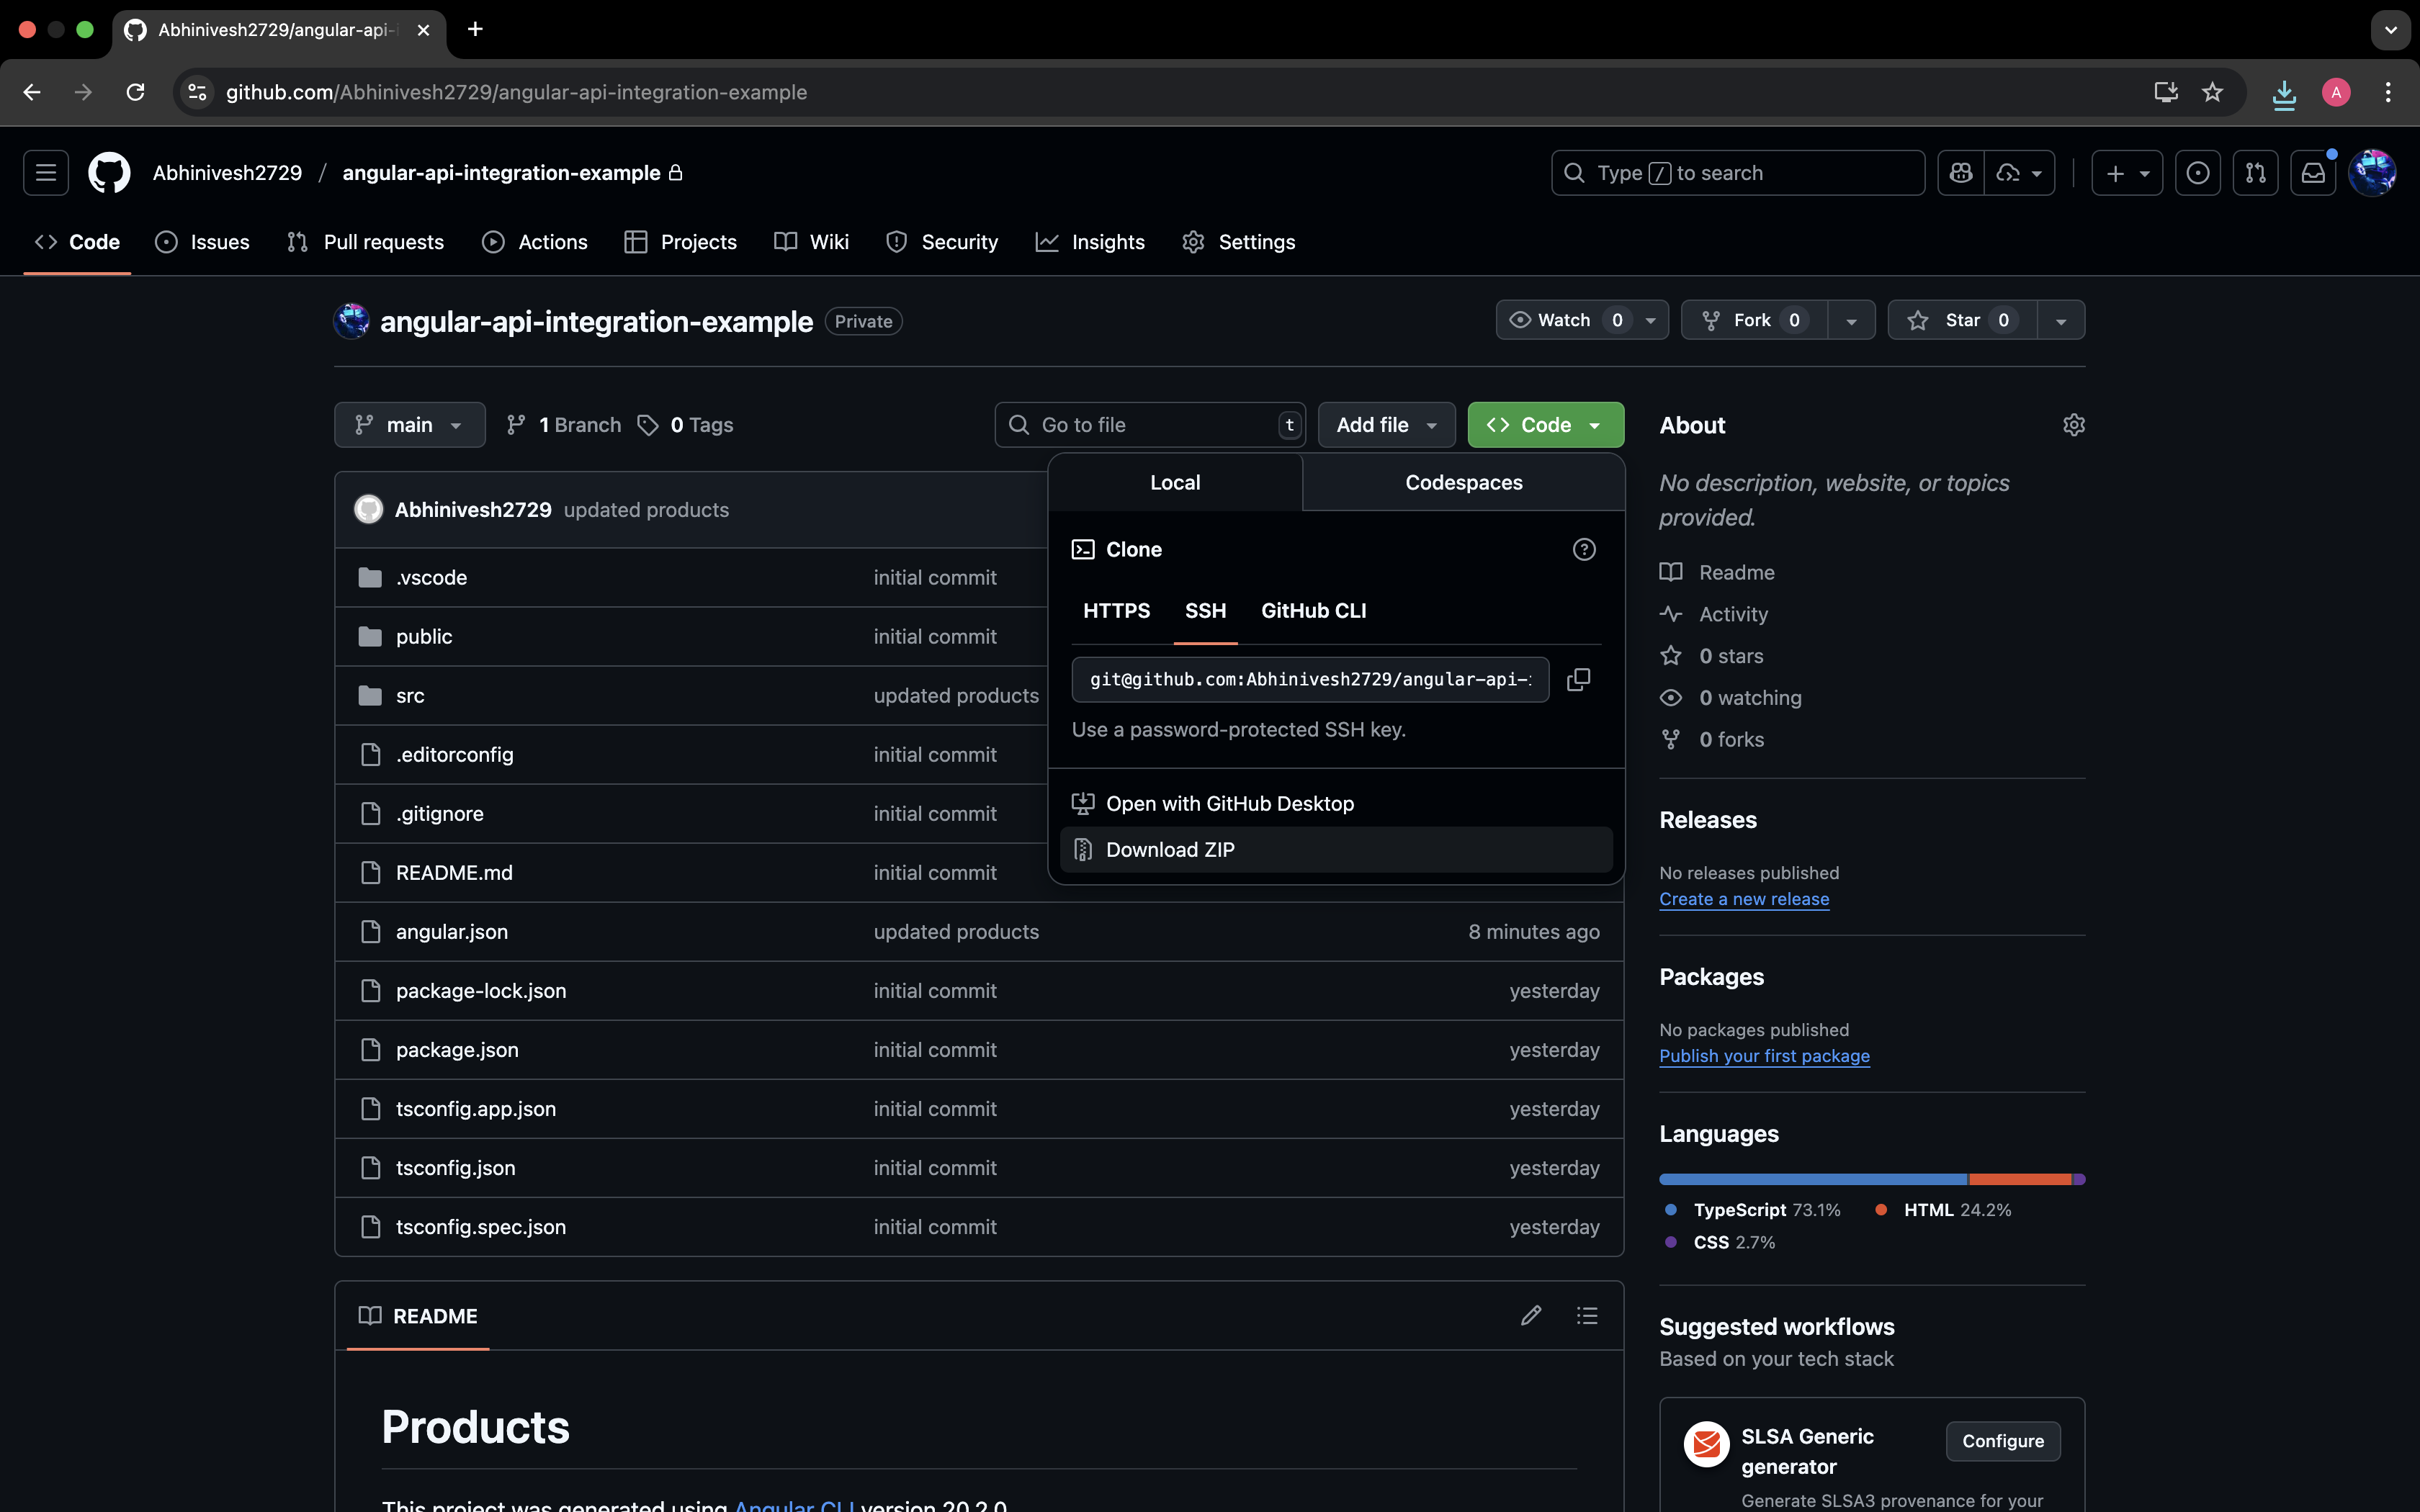 Abhinivesh2729/angular-api-
github.com/Abhinivesh2729/angular-api-integration-example
A
Abhinivesh2729 / angular-api-integration-example
Type / to search
Code Issues Pull requests Actions Projects Wiki Security Insights Settings
angular-api-integration-example Private
Watch 0 Fork 0 Star 0
main 1 Branch 0 Tags
Go to file t Add file Code
Local Codespaces
Clone
HTTPS SSH GitHub CLI
git@github.com:Abhinivesh2729/angular-api-
Use a password-protected SSH key.
Open with GitHub Desktop
Download ZIP
Abhinivesh2729 updated products
.vscode initial commit
public initial commit
src updated products
.editorconfig initial commit
.gitignore initial commit
README.md initial commit
angular.json updated products 8 minutes ago
package-lock.json initial commit yesterday
package.json initial commit yesterday
tsconfig.app.json initial commit yesterday
tsconfig.json initial commit yesterday
tsconfig.spec.json initial commit yesterday
README
Products
This project was generated using Angular CLI version 20.2.0
About
No description, website, or topics
provided.
Readme
Activity
0 stars
0 watching
0 forks
Releases
No releases published
Create a new release
Packages
No packages published
Publish your first package
Languages
TypeScript 73.1% HTML 24.2%
CSS 2.7%
Suggested workflows
Based on your tech stack
SLSA Generic
generator
Configure
Generate SLSA3 provenance for your